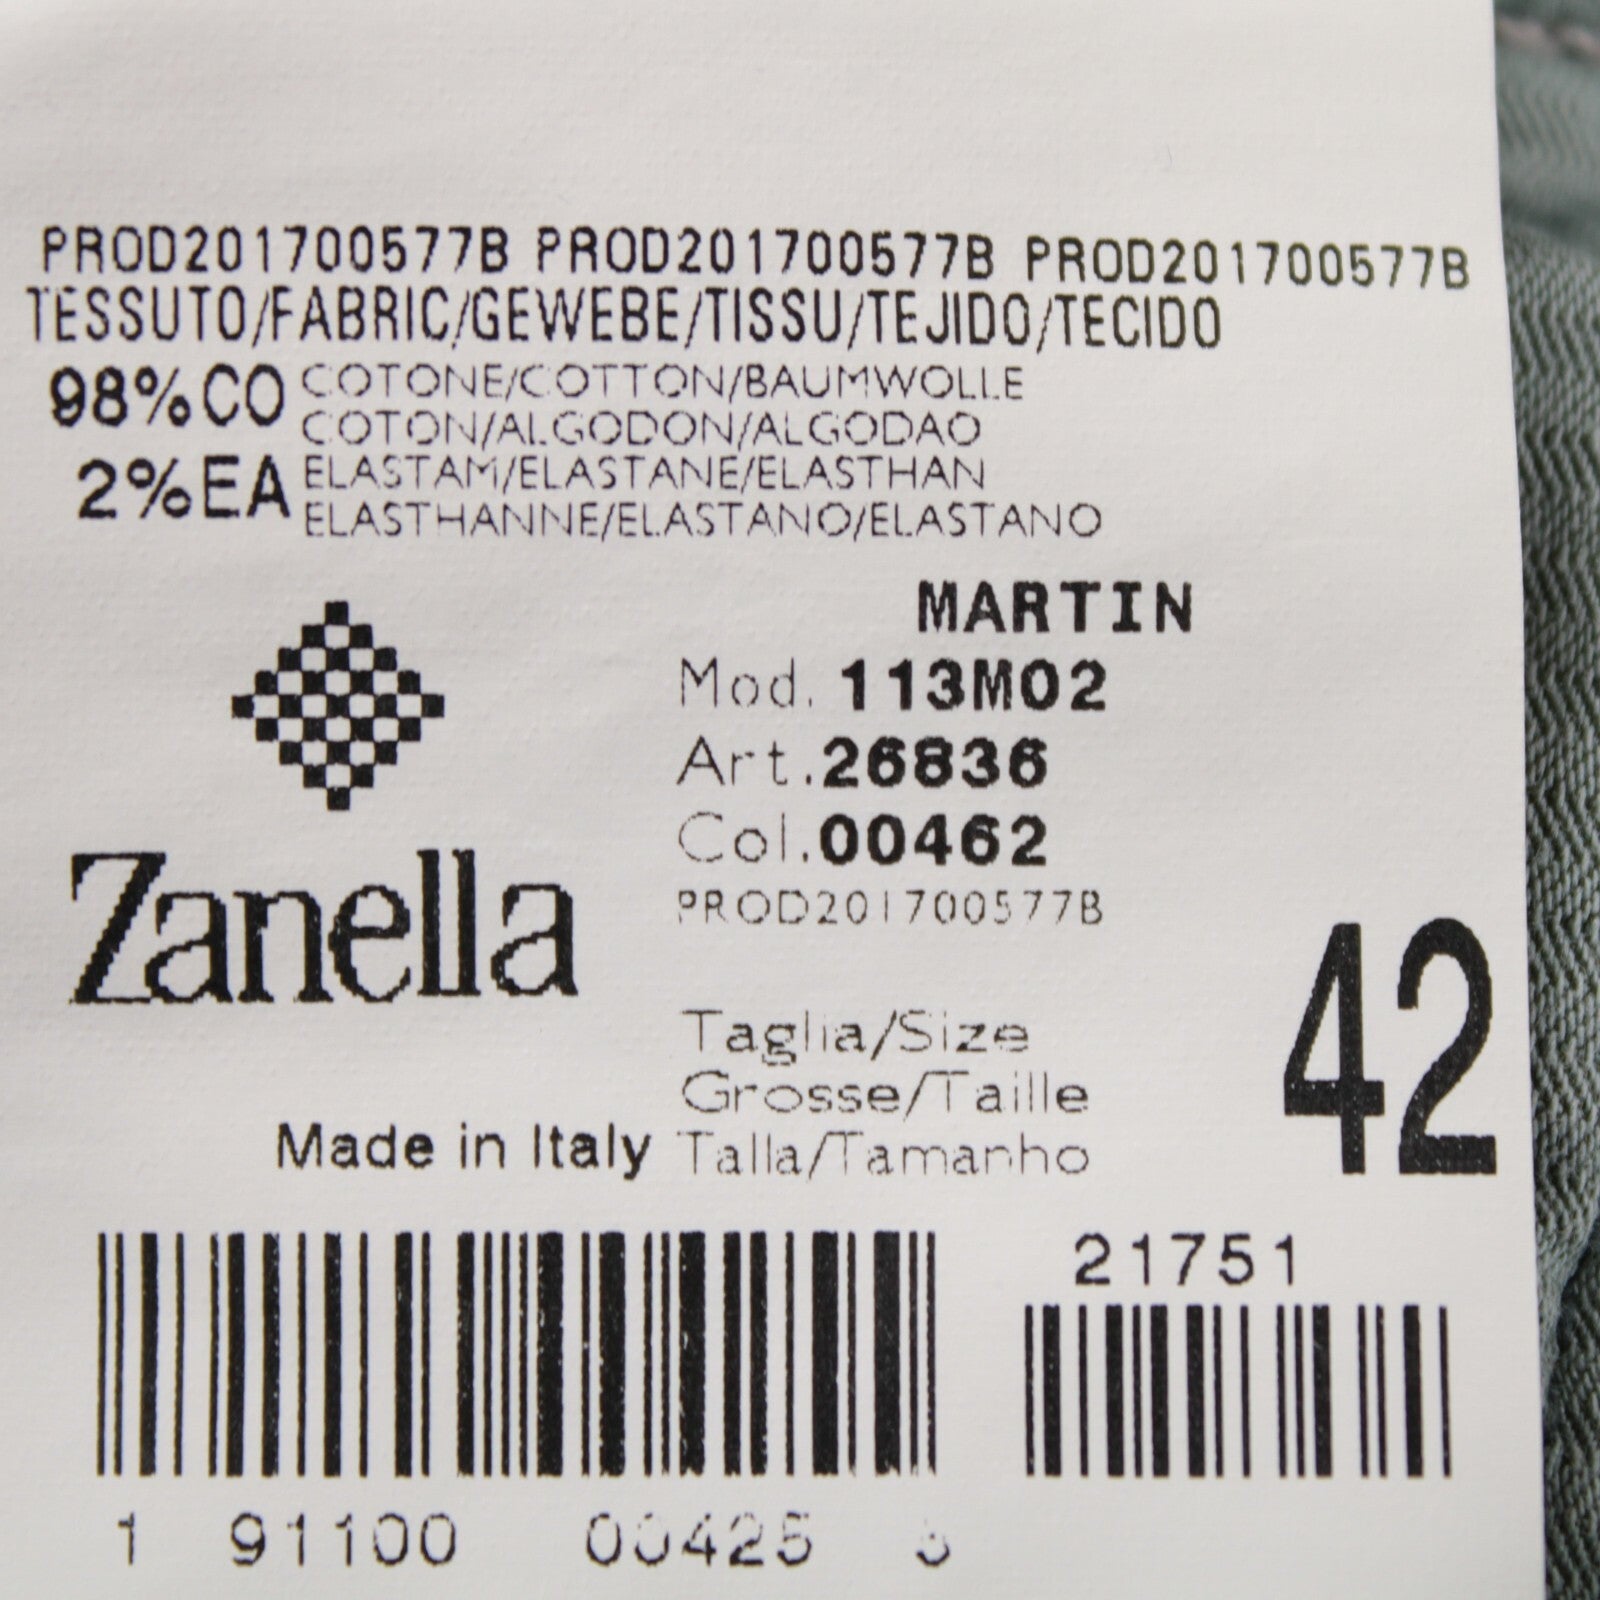 PROD201700577B PROD201700577B PROD201700577B
TESSUTO/FABRIC/GEWEBE/TISSU/TEJIDO/TECIDO
98%CO COTONE/COTTON/BAUMWOLLE
COTON/ALGODON/ALGODAO
2%EA ELASTAM/ELASTANE/ELASTHAN
ELASTHANNE/ELASTANO/ELASTANO
MARTIN
Mod. 113M02
Art.26836
Col.00462
PROD201700577B
Zanella
Taglia/Size
Grosse/Taille
Talla/Tamanho
42
Made in Italy
21751
1 91100 00425